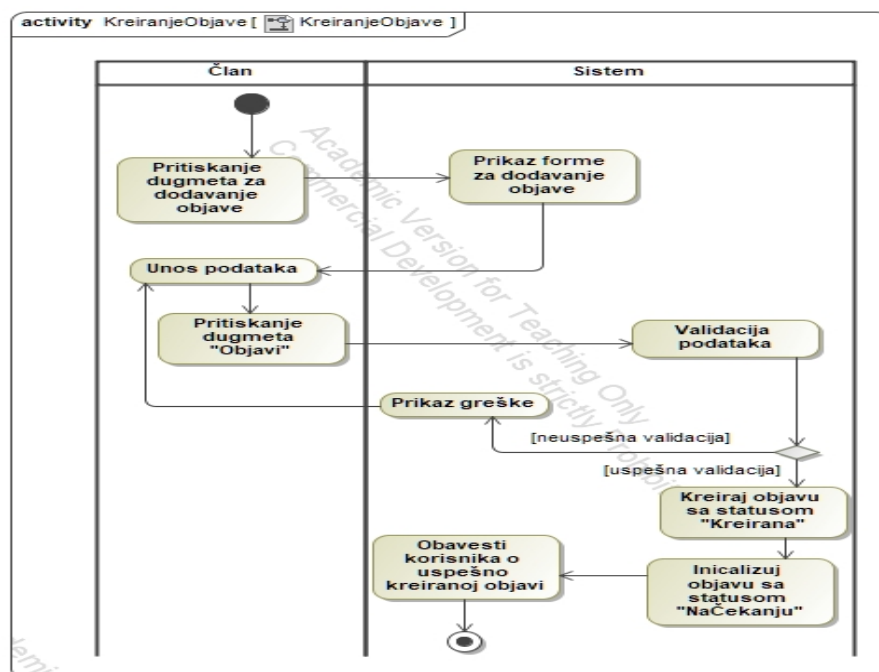 activity KreiranjeObjave [ KreiranjeObjave ]
Član
Sistem
Pritiskanje
dugmeta za
dodavanje
objave
Prikaz forme
za dodavanje
objave
Unos podataka
Pritiskanje
dugmeta
"Objavi"
Validacija
podataka
Prikaz greške
[neuspešna validacija]
[uspešna validacija]
Kreiraj objavu
sa statusom
"Kreirana"
Inicalizuj
objavu sa
statusom
"NaČekanju"
Obavesti
korisnika o
uspešno
kreiranoj objavi
Academic Version for Teaching Only
Commercial Development is strictly